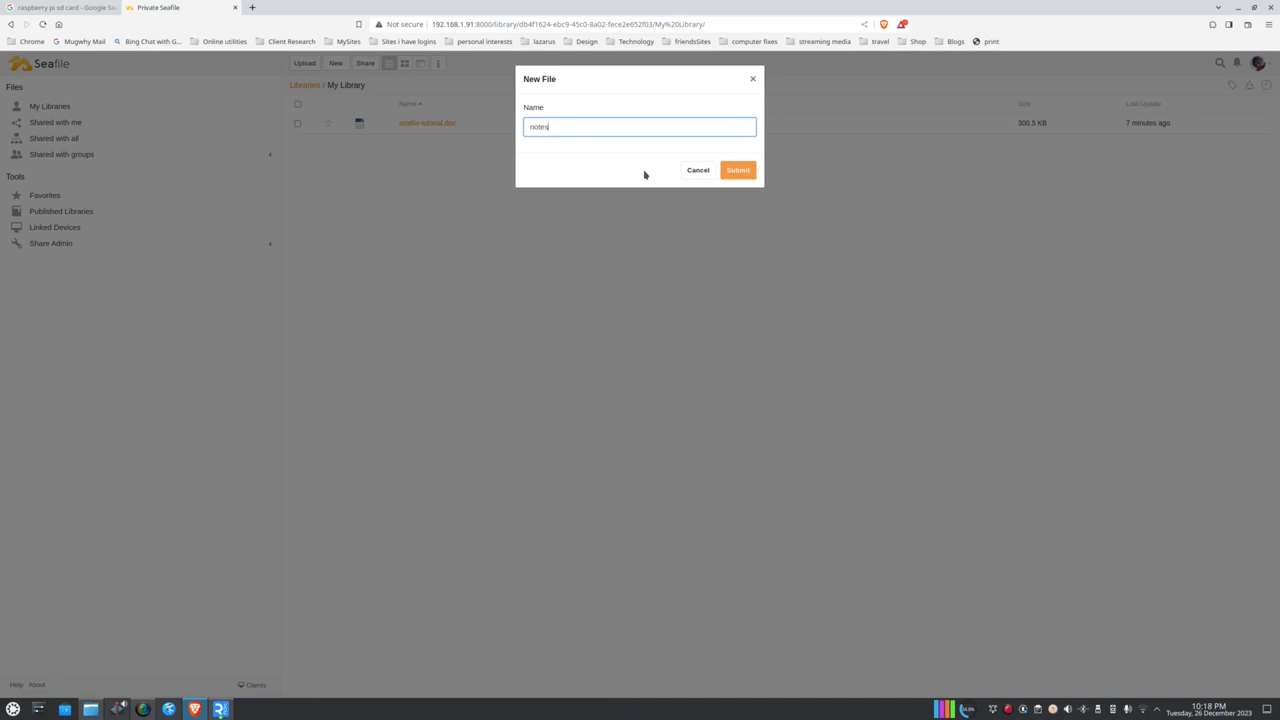 raspberry pi sd card - Google Se
Private Seafile
Not secure 192.168.1.91:8000/library/db4f1624-ebc9-45c0-8a02-fece2e652f03/My%20Library/
Chrome Mugwhy Mail Bing Chat with G... Online utilities Client Research MySites Sites i have logins personal interests lazarus Design Technology friendsSites computer fixes streaming media travel Shop Blogs print
Seafile
Upload New Share
Files
Libraries / My Library
My Libraries
Shared with me
Shared with all
Shared with groups
Tools
Favorites
Published Libraries
Linked Devices
Share Admin
Name Size Last Update
seafile-tutorial.doc 300.5 KB 7 minutes ago
New File
Name
notes
Cancel Submit
Help About Clients
10:18 PM
Tuesday, 26 December 2023